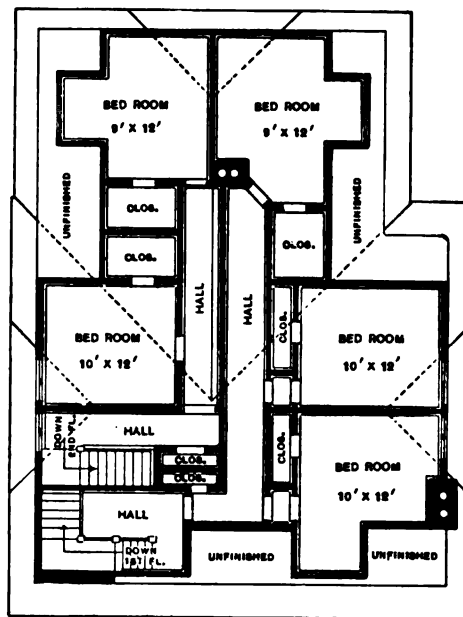 BED ROOM
9' X 12'
BED ROOM
9' X 12'
UNFINISHED
UNFINISHED
CLOS.
CLOS.
CLOS.
HALL
HALL
BED ROOM
10' X 12'
CLOS.
BED ROOM
10' X 12'
DOWN
2ND FL.
HALL
CLOS.
CLOS.
CLOS.
BED ROOM
10' X 12'
HALL
DOWN
1ST FL.
UNFINISHED
UNFINISHED